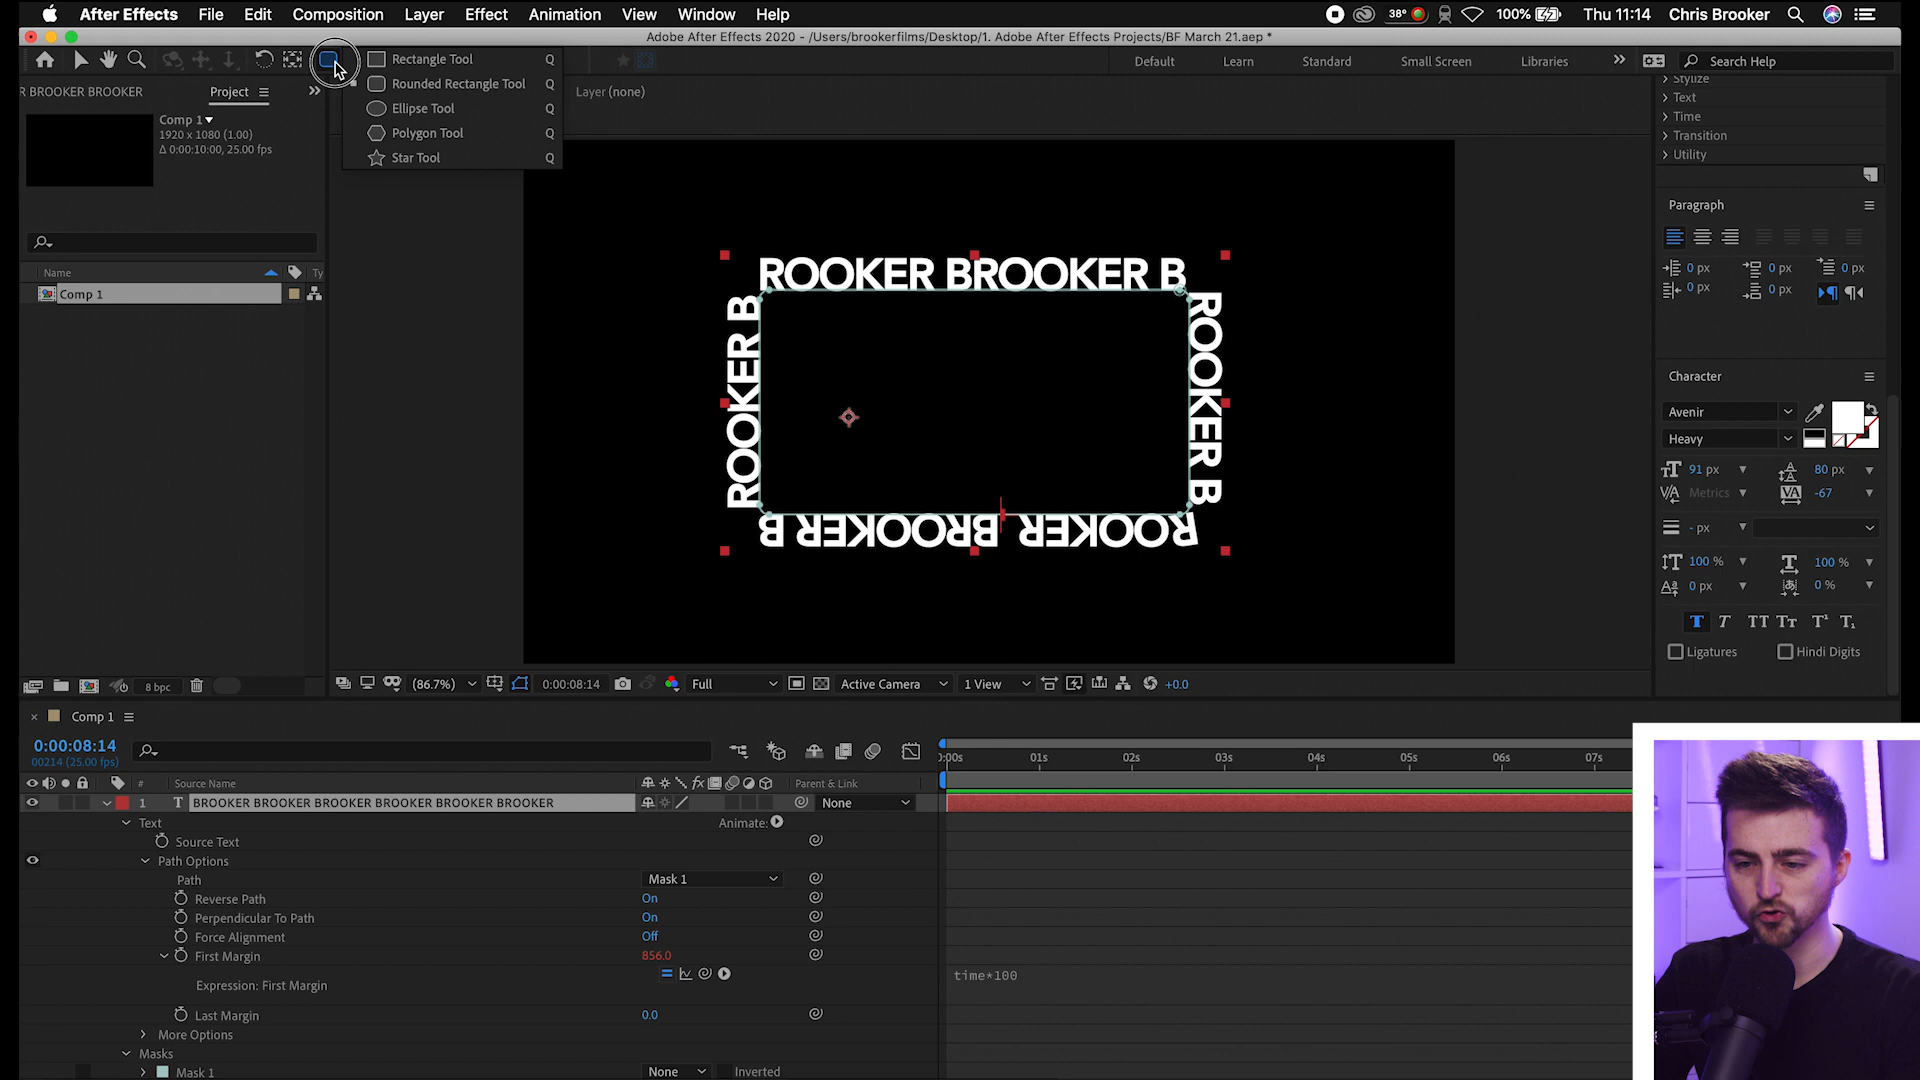 After Effects File Edit Composition Layer Effect Animation View Window Help 38° 100% Thu 11:14 Chris Brooker
Adobe After Effects 2020 - /Users/brookerfilms/Desktop/1. Adobe After Effects Projects/BF March 21.aep *
Default Learn Standard Small Screen Libraries Search Help
Rectangle Tool Q
Rounded Rectangle Tool Q
Ellipse Tool Q
Polygon Tool Q
Star Tool Q
R BROOKER BROOKER Project
Layer (none)
Comp 1
1920 x 1080 (1.00)
Δ 0:00:10:00, 25.00 fps
Name Ty
Comp 1
8 bpc
ROOKER BROOKER B
ROOKER B
ROOKER BROOKER B
ROOKER B
(86.7%) 0:00:08:14 Full Active Camera 1 View +0.0
Stylize
Text
Time
Transition
Utility
Paragraph
0 px 0 px 0 px
0 px 0 px
Character
Avenir
Heavy
91 px 80 px
Metrics -67
- px
100 % 100 %
0 px 0 %
T T TT Tt T¹ T₁
Ligatures Hindi Digits
Comp 1
0:00:08:14
00214 (25.00 fps)
0:00s 01s 02s 03s 04s 05s 06s 07s
# Source Name Parent & Link
1 T BROOKER BROOKER BROOKER BROOKER BROOKER BROOKER None
Text Animate:
Source Text
Path Options
Path Mask 1
Reverse Path On
Perpendicular To Path On
Force Alignment Off
First Margin 856.0
Expression: First Margin time*100
Last Margin 0.0
More Options
Masks
Mask 1 None Inverted